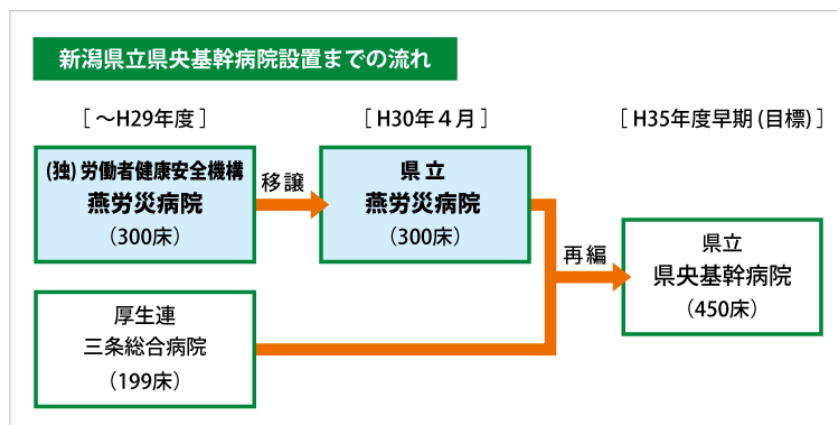 新潟県立県央基幹病院設置までの流れ
[ ～H29年度 ]
[ H30年４月 ]
[ H35年度早期 (目標) ]
(独) 労働者健康安全機構
燕労災病院
（300床）
移譲
県 立
燕労災病院
（300床）
再編
県立
県央基幹病院
（450床）
厚生連
三条総合病院
（199床）